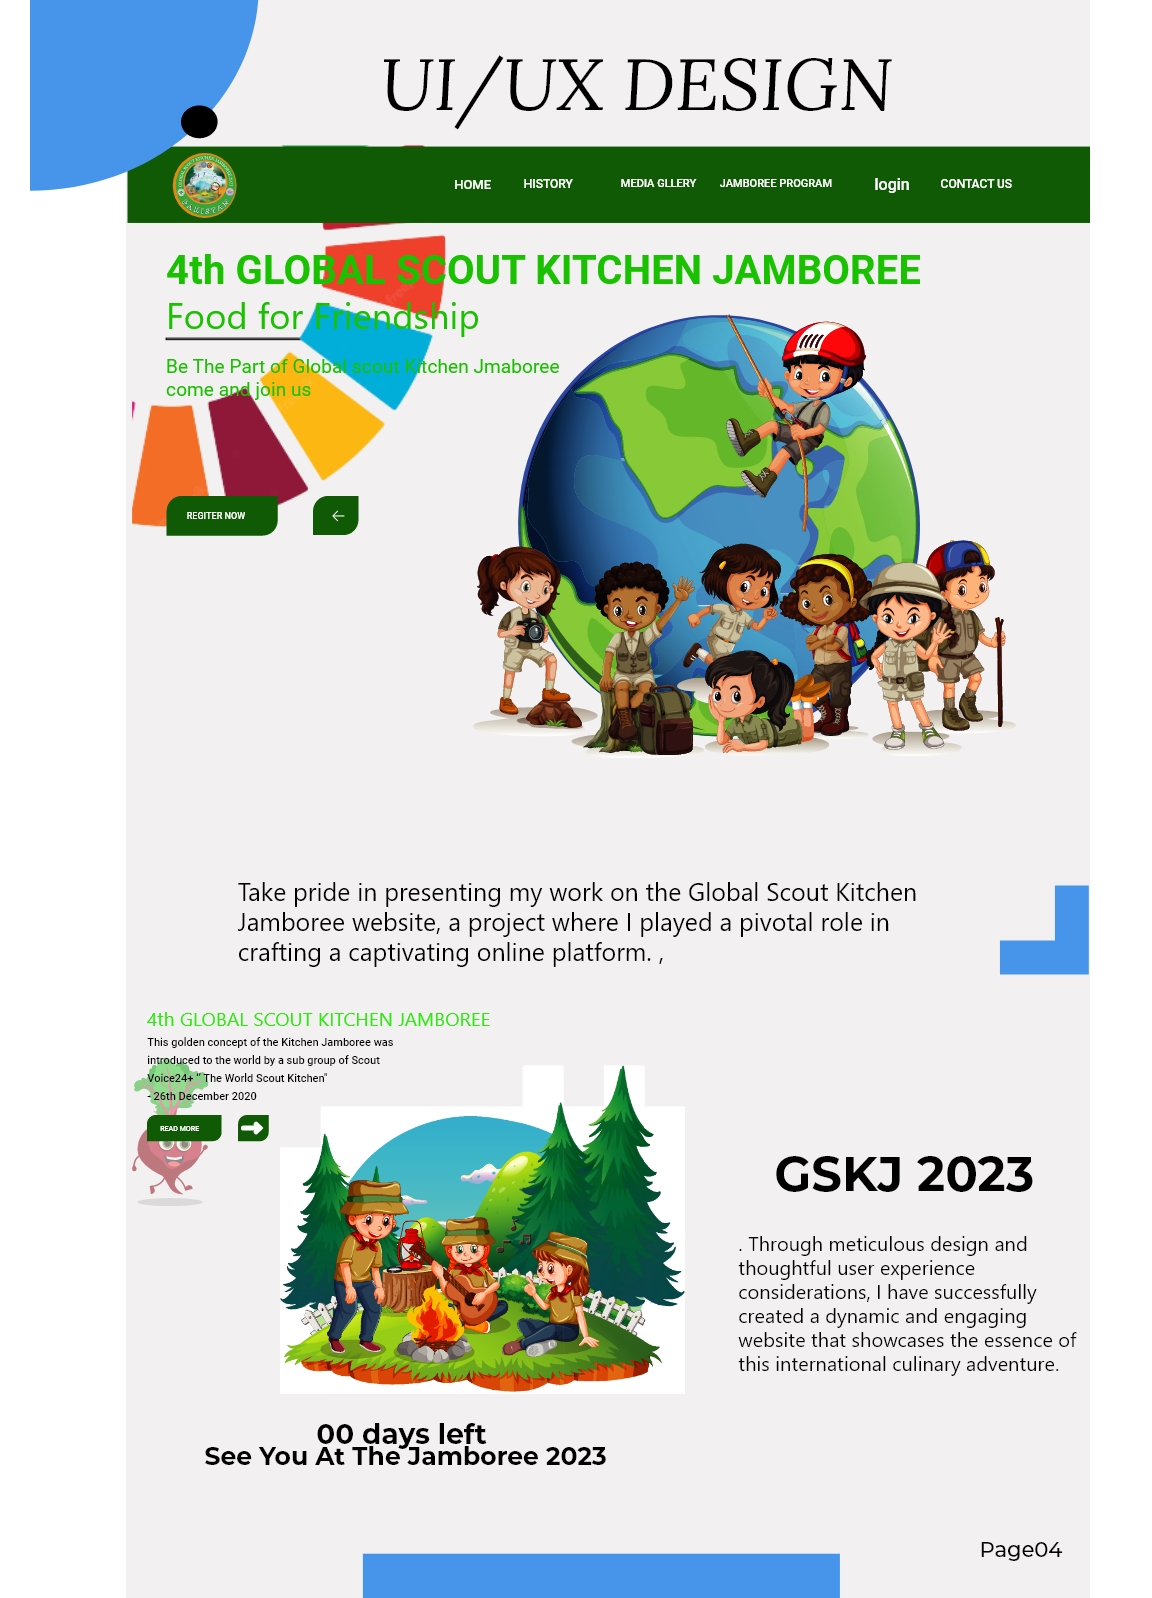 UI/UX DESIGN
HOME HISTORY MEDIA GLLERY JAMBOREE PROGRAM login CONTACT US
4th GLOBAL SCOUT KITCHEN JAMBOREE
Food for Friendship
Be The Part of Global scout Kitchen Jmaboree
come and join us
REGITER NOW
Take pride in presenting my work on the Global Scout Kitchen
Jamboree website, a project where I played a pivotal role in
crafting a captivating online platform. ,
4th GLOBAL SCOUT KITCHEN JAMBOREE
This golden concept of the Kitchen Jamboree was
introduced to the world by a sub group of Scout
Voice24+ " The World Scout Kitchen"
- 26th December 2020
READ MORE
GSKJ 2023
. Through meticulous design and
thoughtful user experience
considerations, I have successfully
created a dynamic and engaging
website that showcases the essence of
this international culinary adventure.
00 days left
See You At The Jamboree 2023
Page04